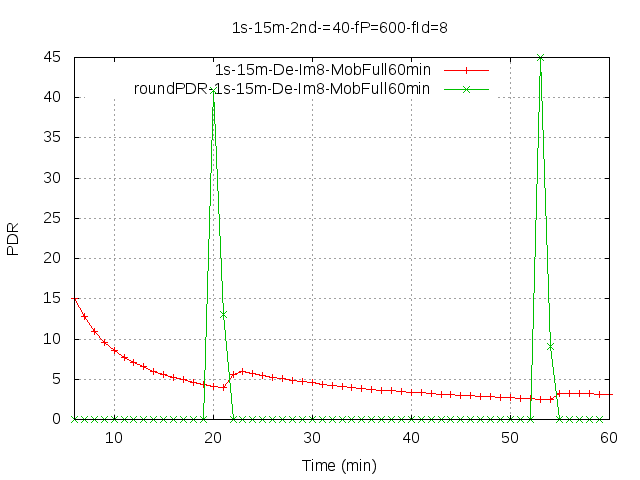 1s-15m-2nd-=40-fP=600-fId=8
1s-15m-De-Im8-MobFull60min
roundPDR-1s-15m-De-Im8-MobFull60min
45
40
35
30
25
20
15
10
5
0
PDR
10 20 30 40 50 60
Time (min)